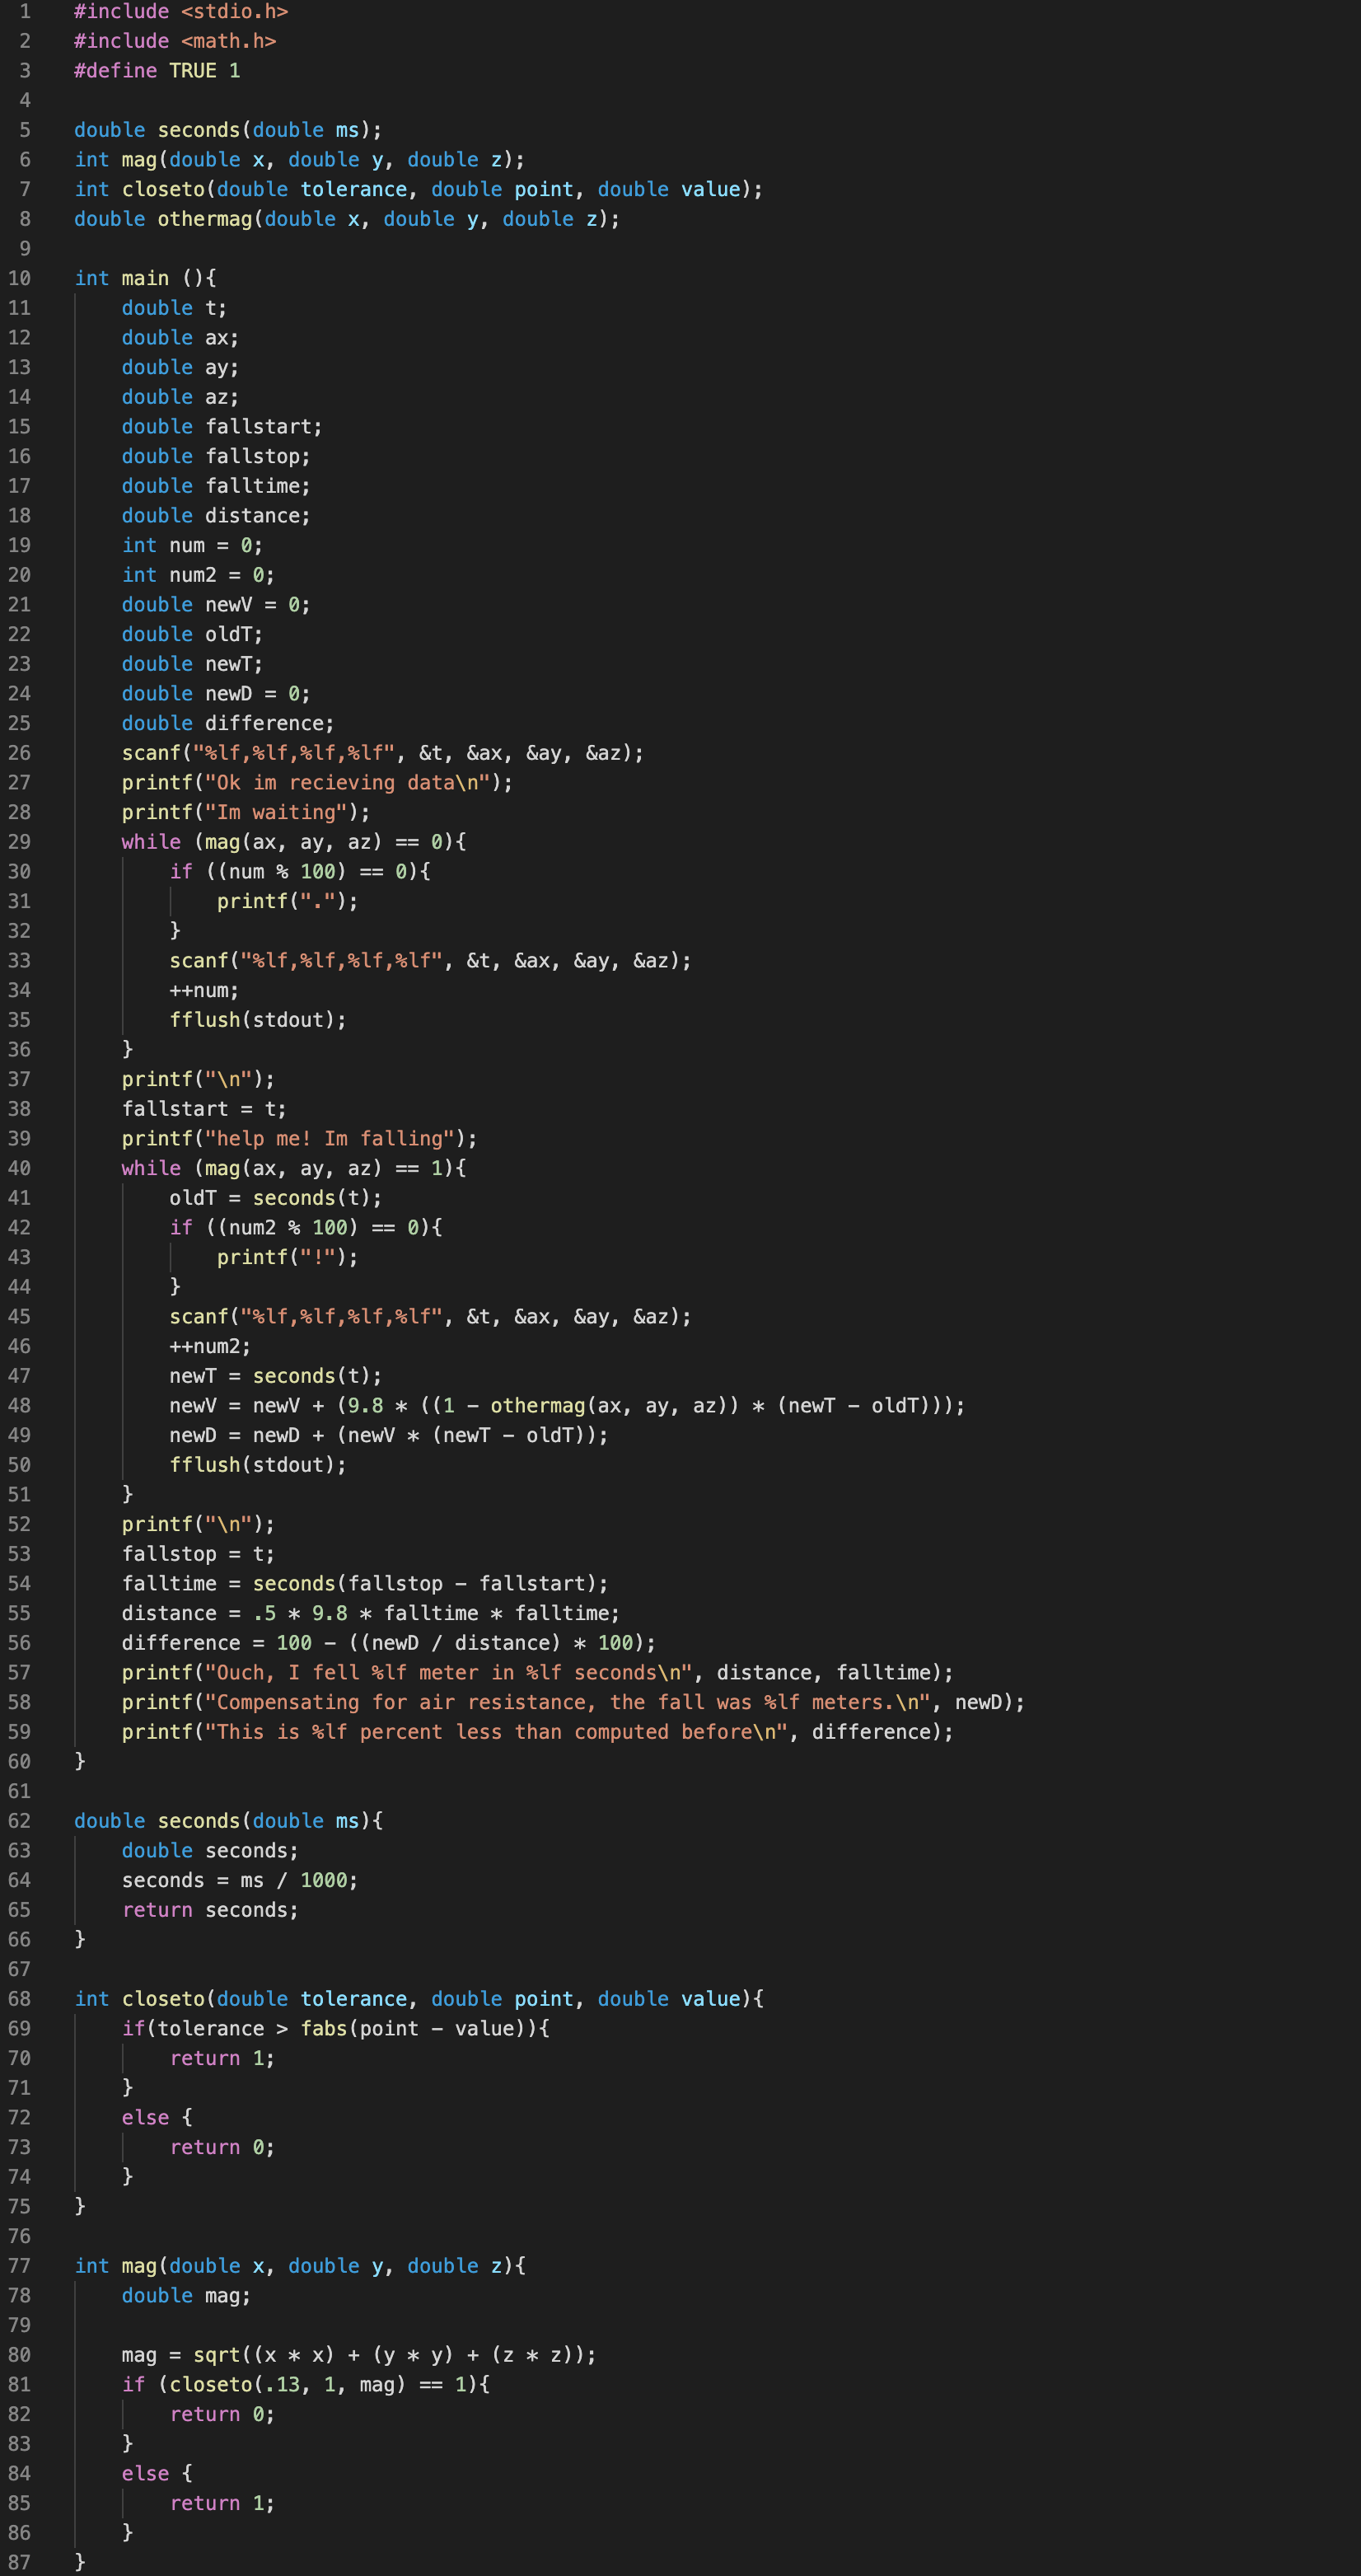 1 #include <stdio.h>
2 #include <math.h>
3 #define TRUE 1
4
5 double seconds(double ms);
6 int mag(double x, double y, double z);
7 int closeto(double tolerance, double point, double value);
8 double othermag(double x, double y, double z);
9
10 int main (){
11     double t;
12     double ax;
13     double ay;
14     double az;
15     double fallstart;
16     double fallstop;
17     double falltime;
18     double distance;
19     int num = 0;
20     int num2 = 0;
21     double newV = 0;
22     double oldT;
23     double newT;
24     double newD = 0;
25     double difference;
26     scanf("%lf,%lf,%lf,%lf", &t, &ax, &ay, &az);
27     printf("Ok im recieving data\n");
28     printf("Im waiting");
29     while (mag(ax, ay, az) == 0){
30         if ((num % 100) == 0){
31             printf(".");
32         }
33         scanf("%lf,%lf,%lf,%lf", &t, &ax, &ay, &az);
34         ++num;
35         fflush(stdout);
36     }
37     printf("\n");
38     fallstart = t;
39     printf("help me! Im falling");
40     while (mag(ax, ay, az) == 1){
41         oldT = seconds(t);
42         if ((num2 % 100) == 0){
43             printf("!");
44         }
45         scanf("%lf,%lf,%lf,%lf", &t, &ax, &ay, &az);
46         ++num2;
47         newT = seconds(t);
48         newV = newV + (9.8 * ((1 - othermag(ax, ay, az)) * (newT - oldT)));
49         newD = newD + (newV * (newT - oldT));
50         fflush(stdout);
51     }
52     printf("\n");
53     fallstop = t;
54     falltime = seconds(fallstop - fallstart);
55     distance = .5 * 9.8 * falltime * falltime;
56     difference = 100 - ((newD / distance) * 100);
57     printf("Ouch, I fell %lf meter in %lf seconds\n", distance, falltime);
58     printf("Compensating for air resistance, the fall was %lf meters.\n", newD);
59     printf("This is %lf percent less than computed before\n", difference);
60 }
61
62 double seconds(double ms){
63     double seconds;
64     seconds = ms / 1000;
65     return seconds;
66 }
67
68 int closeto(double tolerance, double point, double value){
69     if(tolerance > fabs(point - value)){
70         return 1;
71     }
72     else {
73         return 0;
74     }
75 }
76
77 int mag(double x, double y, double z){
78     double mag;
79
80     mag = sqrt((x * x) + (y * y) + (z * z));
81     if (closeto(.13, 1, mag) == 1){
82         return 0;
83     }
84     else {
85         return 1;
86     }
87 }